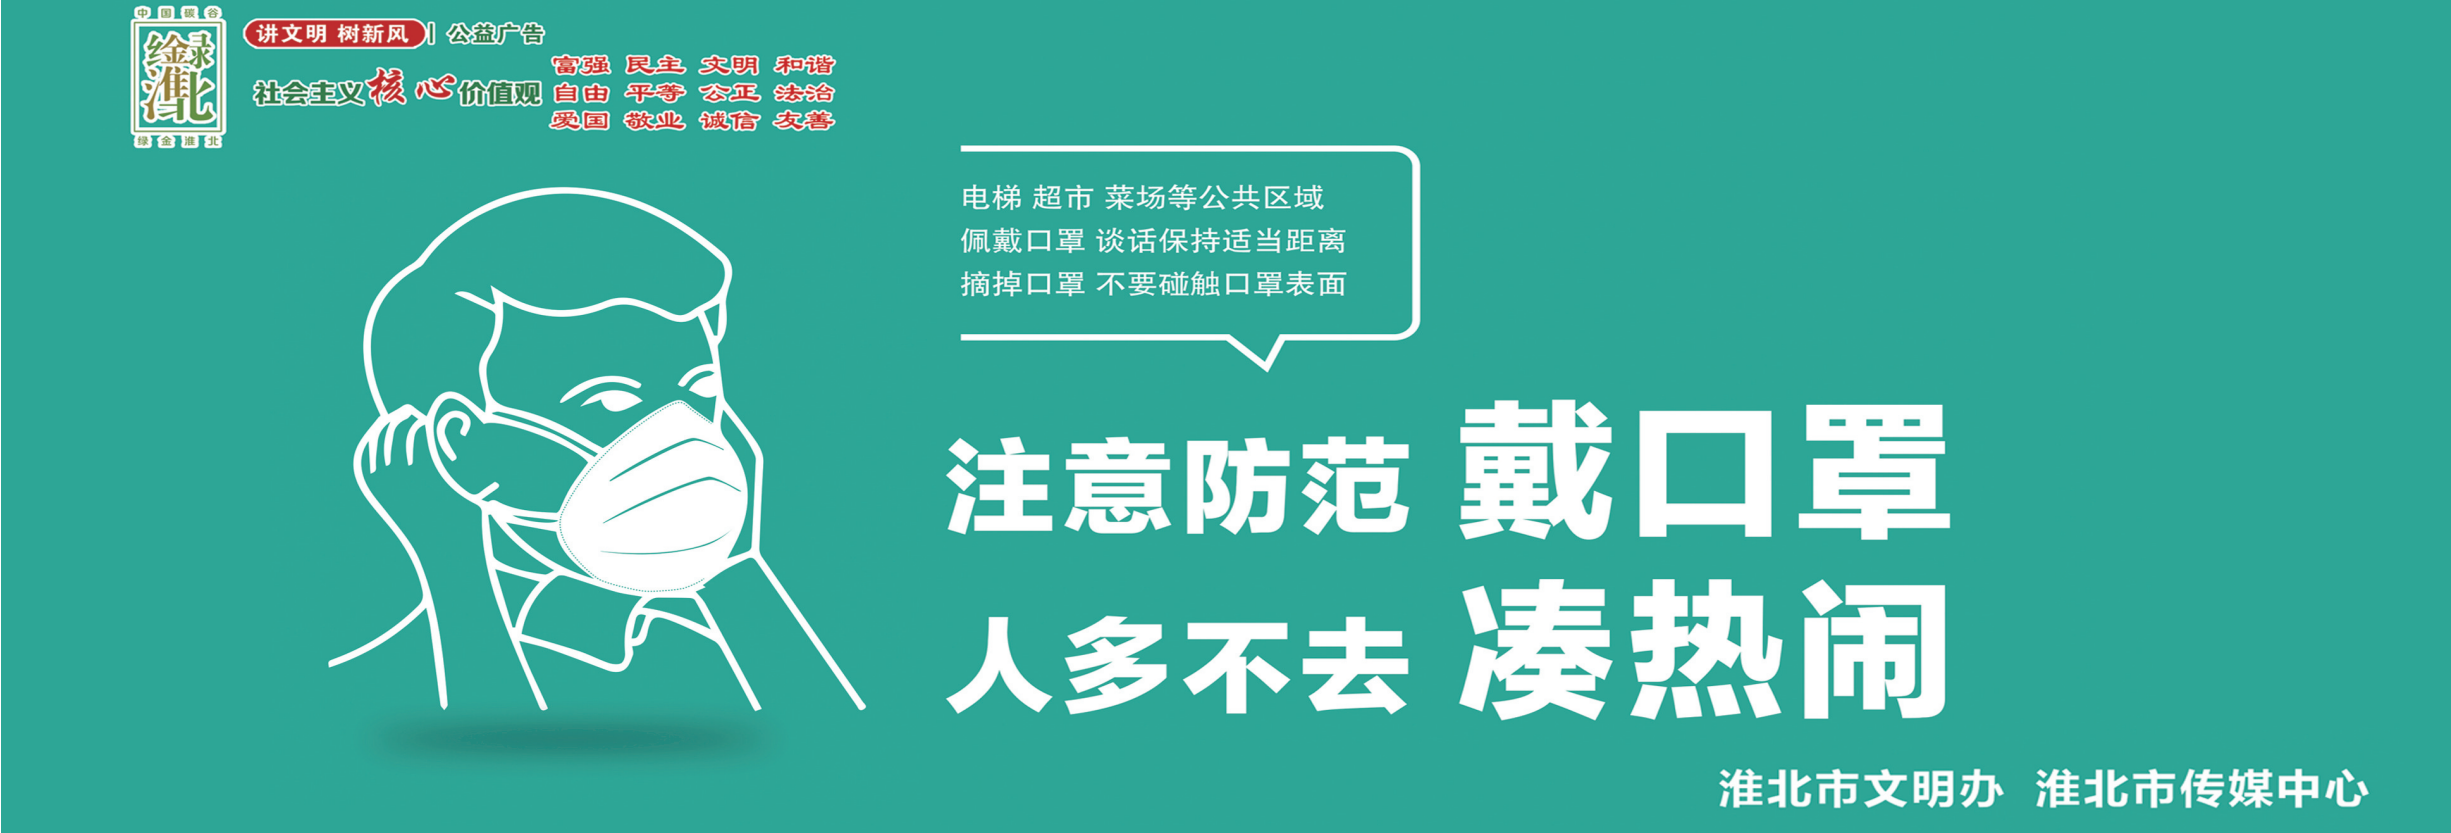 中国碳谷
绿金淮北
绿金淮北
讲文明 树新风 | 公益广告
社会主义核心价值观
富强 民主 文明 和谐
自由 平等 公正 法治
爱国 敬业 诚信 友善
电梯 超市 菜场等公共区域
佩戴口罩 谈话保持适当距离
摘掉口罩 不要碰触口罩表面
注意防范 戴口罩
人多不去 凑热闹
淮北市文明办 淮北市传媒中心